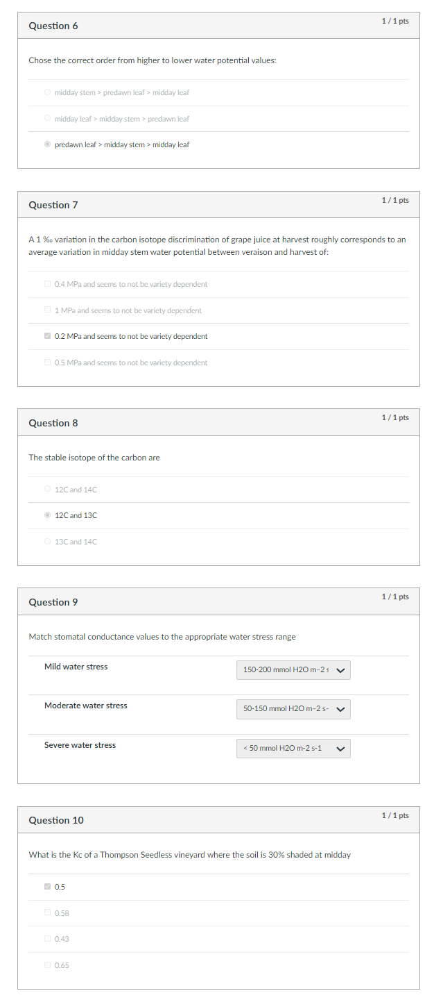 Question 6
1 / 1 pts
Chose the correct order from higher to lower water potential values:
midday stem > predawn leaf > midday leaf
midday leaf > midday stem > predawn leaf
predawn leaf > midday stem > midday leaf
Question 7
1 / 1 pts
A 1 ‰ variation in the carbon isotope discrimination of grape juice at harvest roughly corresponds to an
average variation in midday stem water potential between veraison and harvest of:
0.4 MPa and seems to not be variety dependent
1 MPa and seems to not be variety dependent
0.2 MPa and seems to not be variety dependent
0.5 MPa and seems to not be variety dependent
Question 8
1 / 1 pts
The stable isotope of the carbon are
12C and 14C
12C and 13C
13C and 14C
Question 9
1 / 1 pts
Match stomatal conductance values to the appropriate water stress range
Mild water stress
150-200 mmol H2O m−2 s
Moderate water stress
50-150 mmol H2O m−2 s-
Severe water stress
< 50 mmol H2O m-2 s-1
Question 10
1 / 1 pts
What is the Kc of a Thompson Seedless vineyard where the soil is 30% shaded at midday
0.5
0.58
0.43
0.65